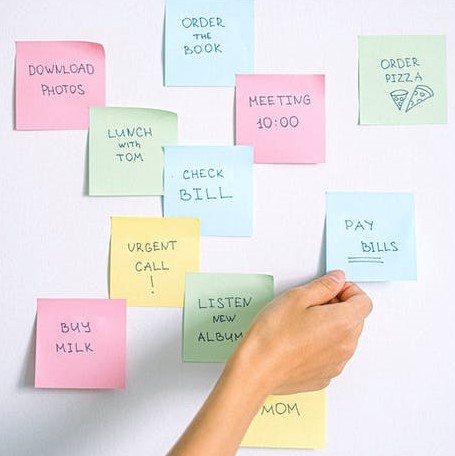 ORDER
THE
BOOK
DOWNLOAD
PHOTOS
ORDER
PIZZA
MEETING
10:00
LUNCH
WITH
TOM
CHECK
BILL
PAY
BILLS
URGENT
CALL
!
LISTEN
NEW
ALBUM
BUY
MILK
MOM